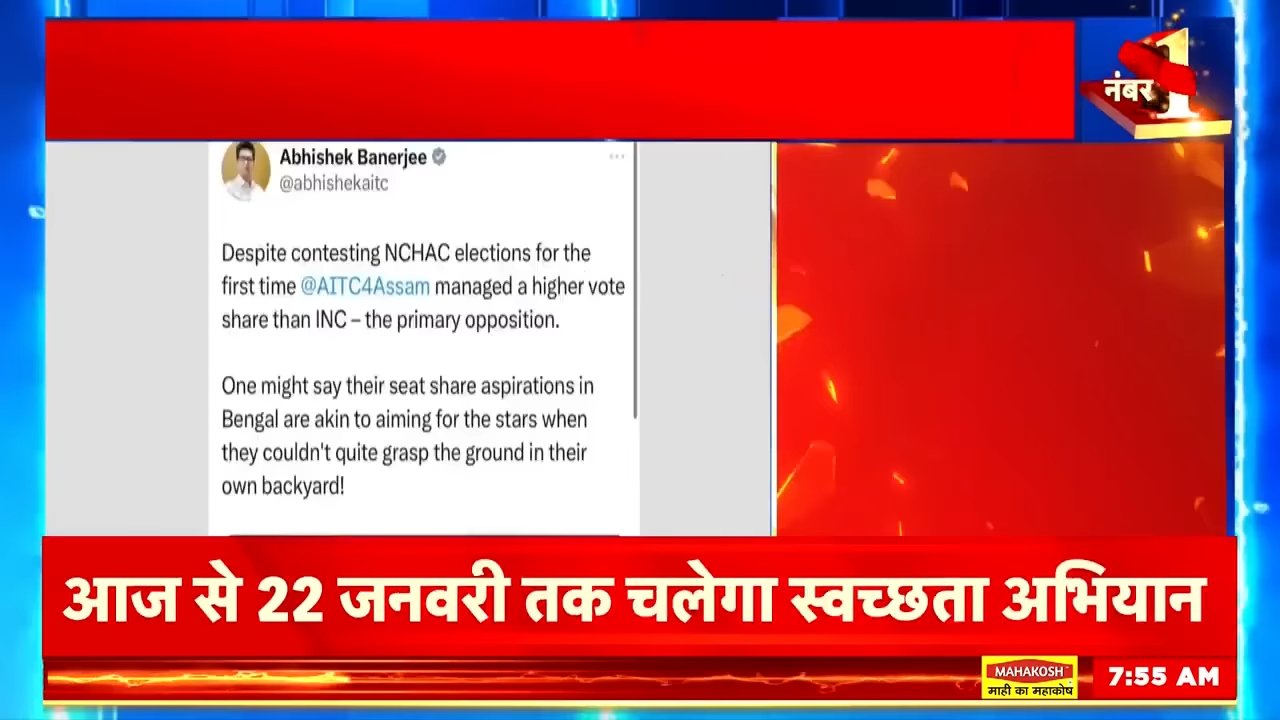 नंबर 1
Abhishek Banerjee
@abhishekaitc
Despite contesting NCHAC elections for the
first time @AITC4Assam managed a higher vote
share than INC – the primary opposition.
One might say their seat share aspirations in
Bengal are akin to aiming for the stars when
they couldn't quite grasp the ground in their
own backyard!
आज से 22 जनवरी तक चलेगा स्वच्छता अभियान
MAHAKOSH
माही का महाकोष
7:55 AM